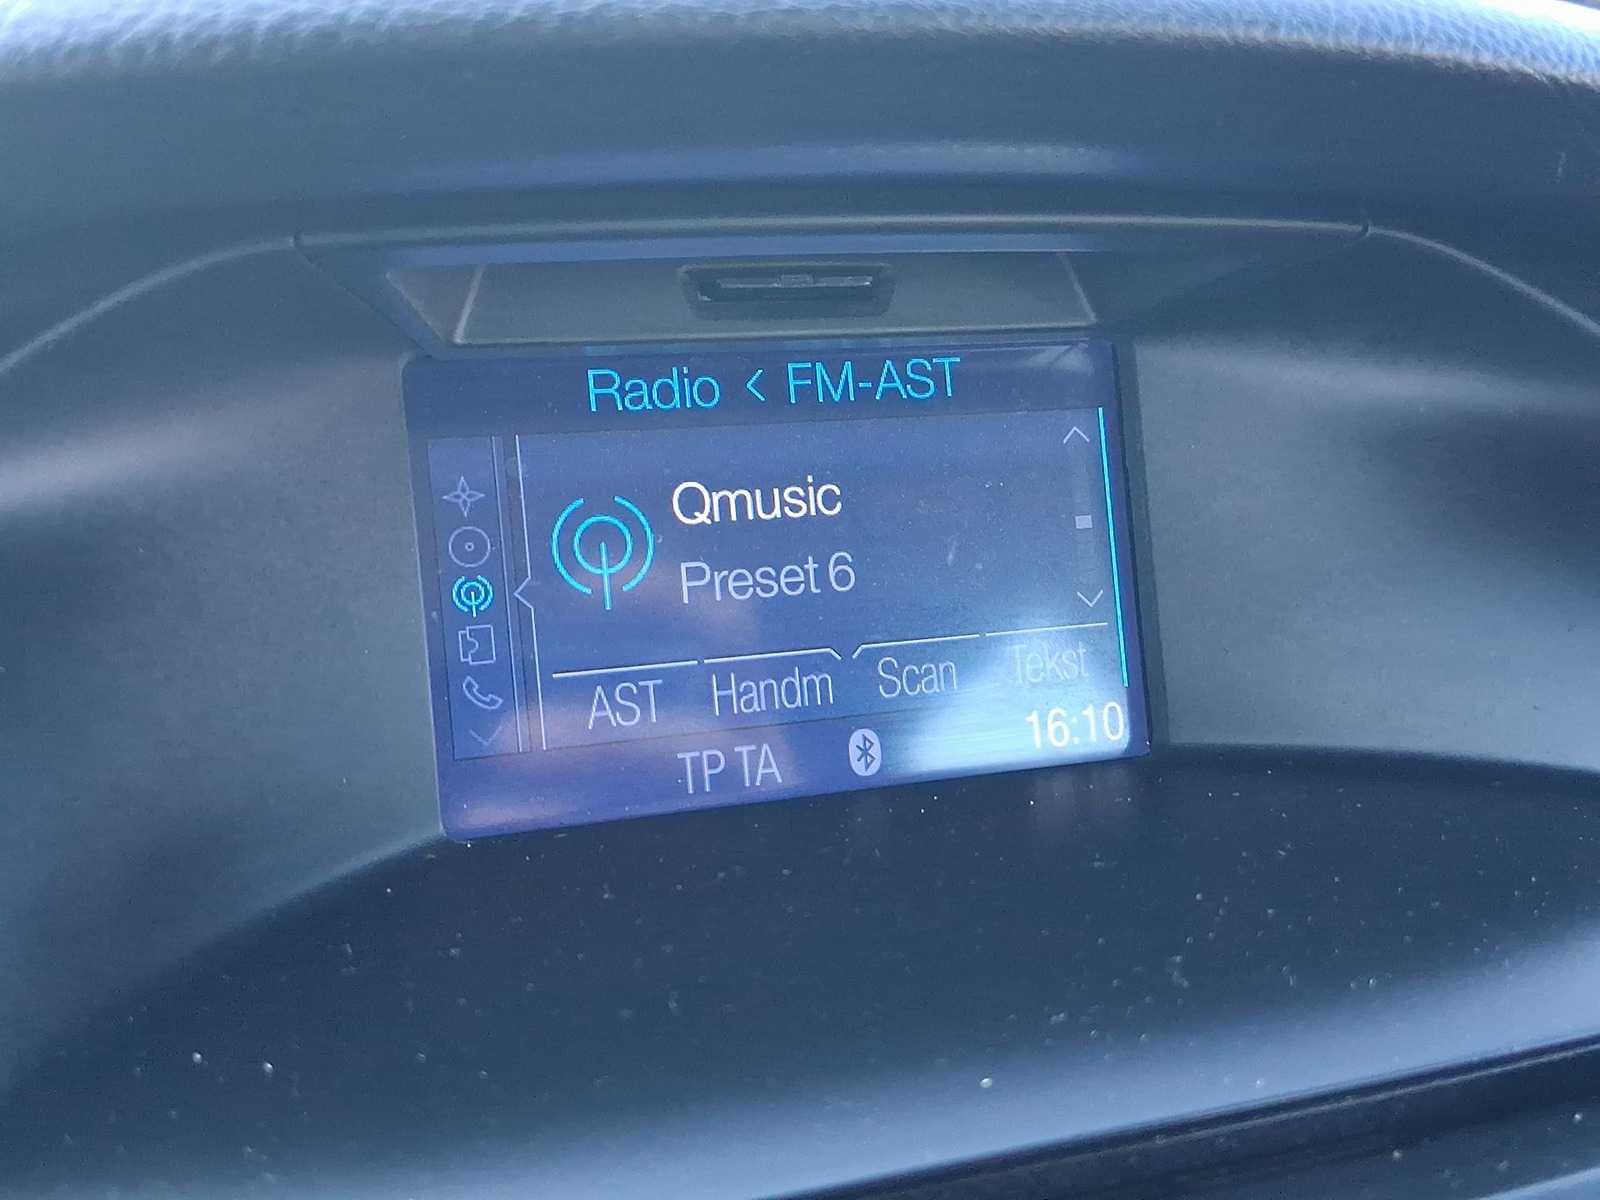 Radio < FM-AST
Qmusic
Preset 6
AST Handm Scan Tekst
TP TA 16:10